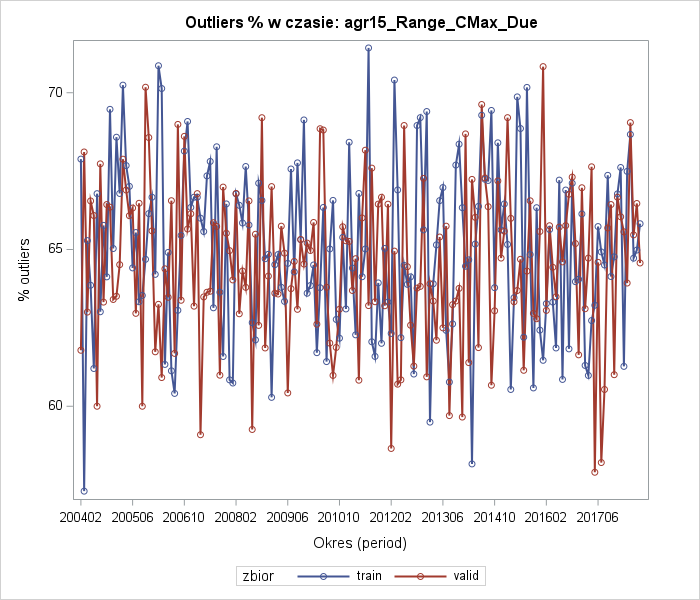 Outliers % w czasie: agr15_Range_CMax_Due
% outliers
70
65
60
200402 200506 200610 200802 200906 201010 201202 201306 201410 201602 201706
Okres (period)
zbior train valid